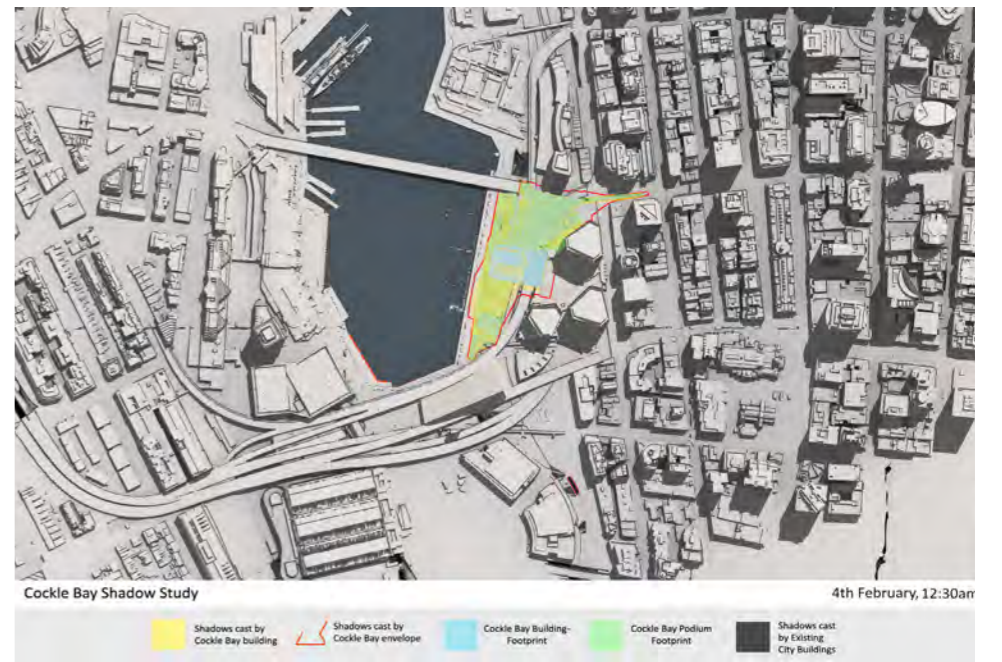 Cockle Bay Shadow Study
4th February, 12:30am
Shadows cast by
Cockle Bay building
Shadows cast by
Cockle Bay envelope
Cockle Bay Building-
Footprint
Cockle Bay Podium
Footprint
Shadows cast
by Existing
City Buildings